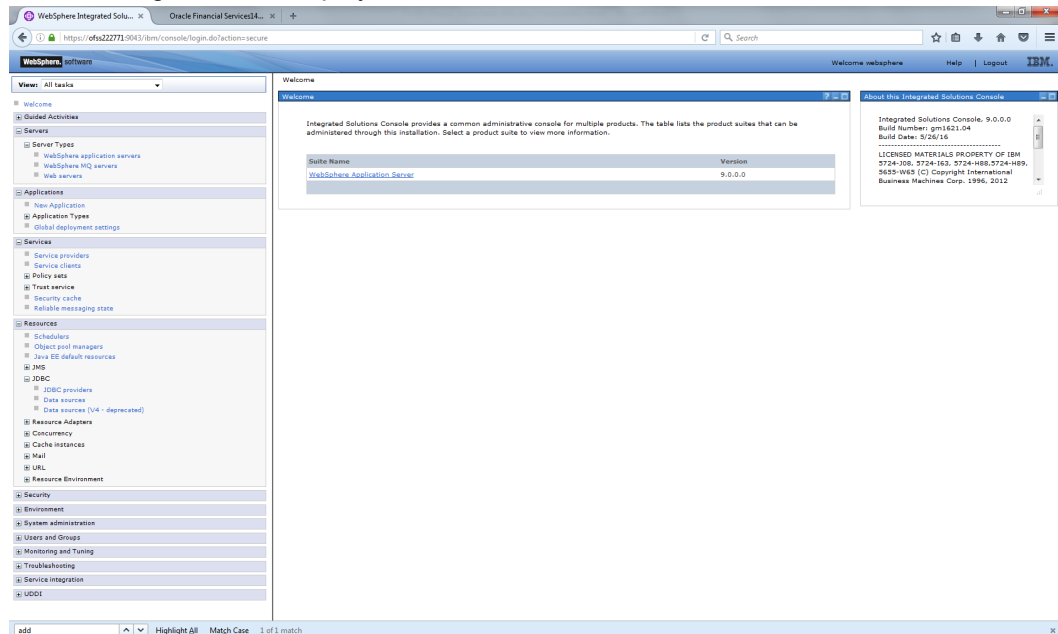 WebSphere Integrated Solu... × Oracle Financial Services14... × +
https://ofss222771:9043/ibm/console/login.do?action=secure Search
WebSphere. software Welcome websphere Help | Logout IBM.
View: All tasks
Welcome
Guided Activities
Servers
Server Types
WebSphere application servers
WebSphere MQ servers
Web servers
Applications
New Application
Application Types
Global deployment settings
Services
Service providers
Service clients
Policy sets
Trust service
Security cache
Reliable messaging state
Resources
Schedulers
Object pool managers
Java EE default resources
JMS
JDBC
JDBC providers
Data sources
Data sources (V4 - deprecated)
Resource Adapters
Concurrency
Cache instances
Mail
URL
Resource Environment
Security
Environment
System administration
Users and Groups
Monitoring and Tuning
Troubleshooting
Service integration
UDDI
Welcome
Welcome
Integrated Solutions Console provides a common administrative console for multiple products. The table lists the product suites that can be
administered through this installation. Select a product suite to view more information.
Suite Name Version
WebSphere Application Server 9.0.0.0
About this Integrated Solutions Console
Integrated Solutions Console, 9.0.0.0
Build Number: gm1621.04
Build Date: 5/26/16
----------------------------------
LICENSED MATERIALS PROPERTY OF IBM
5724-J08, 5724-I63, 5724-H88,5724-H89,
5655-W65 (C) Copyright International
Business Machines Corp. 1996, 2012
add Highlight All Match Case 1 of 1 match